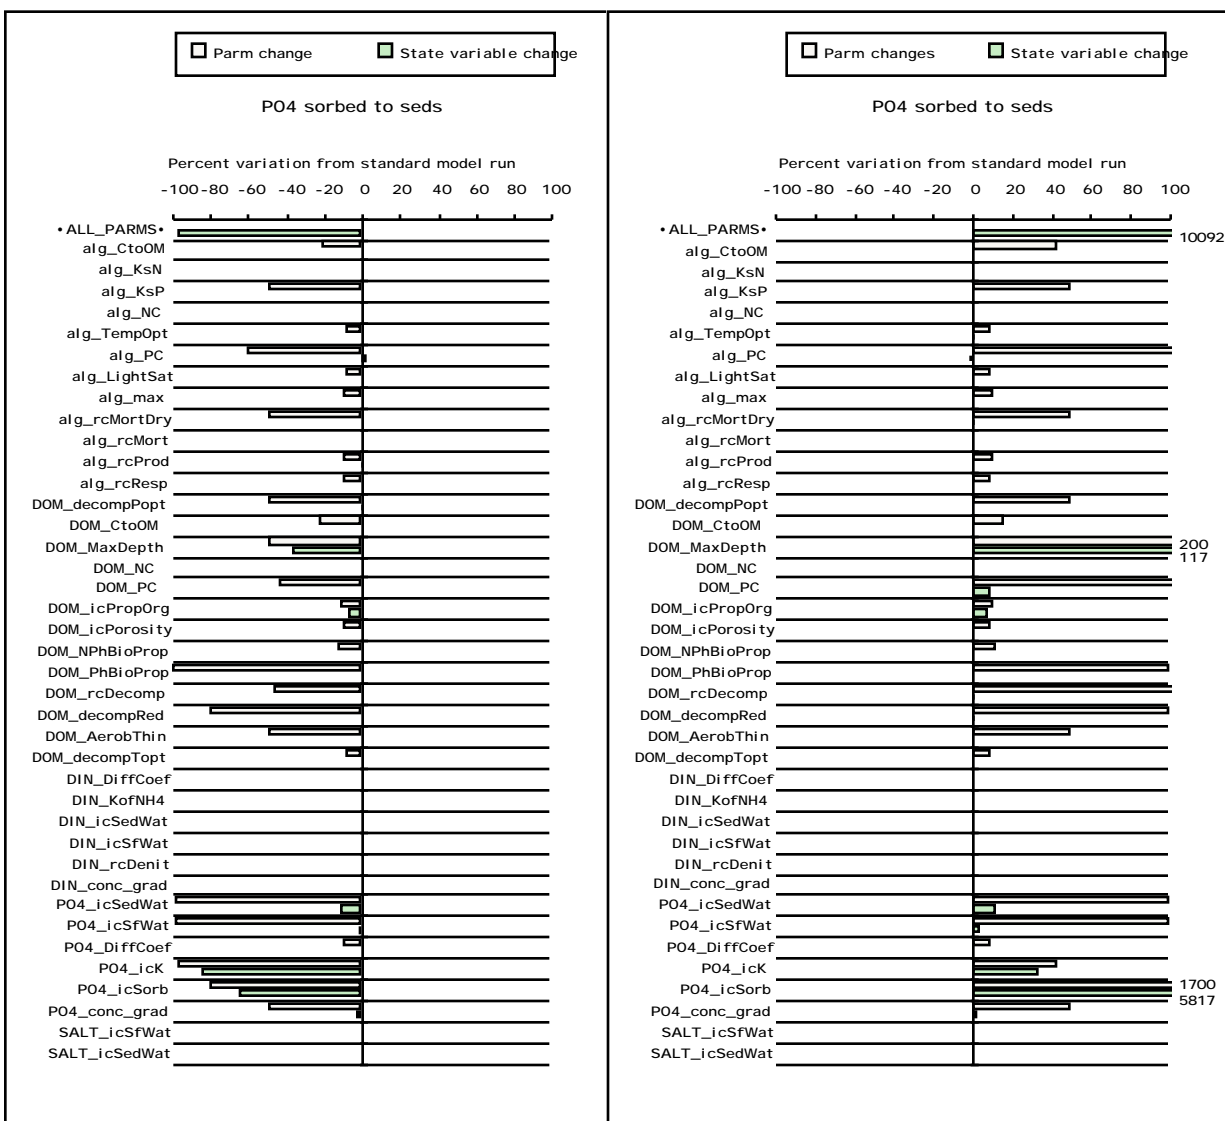 Parm change State variable change
PO4 sorbed to seds
Percent variation from standard model run
-100 -80 -60 -40 -20 0 20 40 60 80 100
•ALL_PARMS•
alg_CtoOM
alg_KsN
alg_KsP
alg_NC
alg_TempOpt
alg_PC
alg_LightSat
alg_max
alg_rcMortDry
alg_rcMort
alg_rcProd
alg_rcResp
DOM_decompPopt
DOM_CtoOM
DOM_MaxDepth
DOM_NC
DOM_PC
DOM_icPropOrg
DOM_icPorosity
DOM_NPhBioProp
DOM_PhBioProp
DOM_rcDecomp
DOM_decompRed
DOM_AerobThin
DOM_decompTopt
DIN_DiffCoef
DIN_KofNH4
DIN_icSedWat
DIN_icSfWat
DIN_rcDenit
DIN_conc_grad
PO4_icSedWat
PO4_icSfWat
PO4_DiffCoef
PO4_icK
PO4_icSorb
PO4_conc_grad
SALT_icSfWat
SALT_icSedWat
Parm changes State variable change
PO4 sorbed to seds
Percent variation from standard model run
-100 -80 -60 -40 -20 0 20 40 60 80 100
•ALL_PARMS•
10092
alg_CtoOM
alg_KsN
alg_KsP
alg_NC
alg_TempOpt
alg_PC
alg_LightSat
alg_max
alg_rcMortDry
alg_rcMort
alg_rcProd
alg_rcResp
DOM_decompPopt
DOM_CtoOM
DOM_MaxDepth 200
117
DOM_NC
DOM_PC
DOM_icPropOrg
DOM_icPorosity
DOM_NPhBioProp
DOM_PhBioProp
DOM_rcDecomp
DOM_decompRed
DOM_AerobThin
DOM_decompTopt
DIN_DiffCoef
DIN_KofNH4
DIN_icSedWat
DIN_icSfWat
DIN_rcDenit
DIN_conc_grad
PO4_icSedWat
PO4_icSfWat
PO4_DiffCoef
PO4_icK
PO4_icSorb 1700
5817
PO4_conc_grad
SALT_icSfWat
SALT_icSedWat